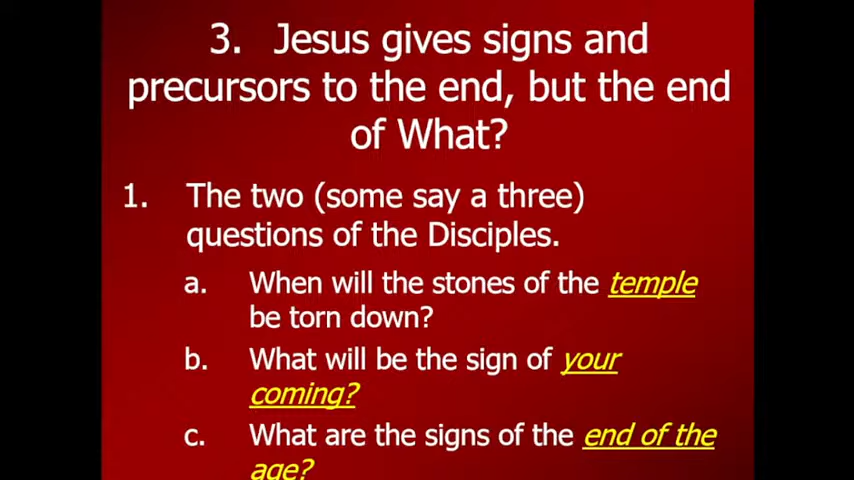 3. Jesus gives signs and
precursors to the end, but the end
of What?
1. The two (some say a three)
questions of the Disciples.
a. When will the stones of the temple
be torn down?
b. What will be the sign of your
coming?
c. What are the signs of the end of the
age?